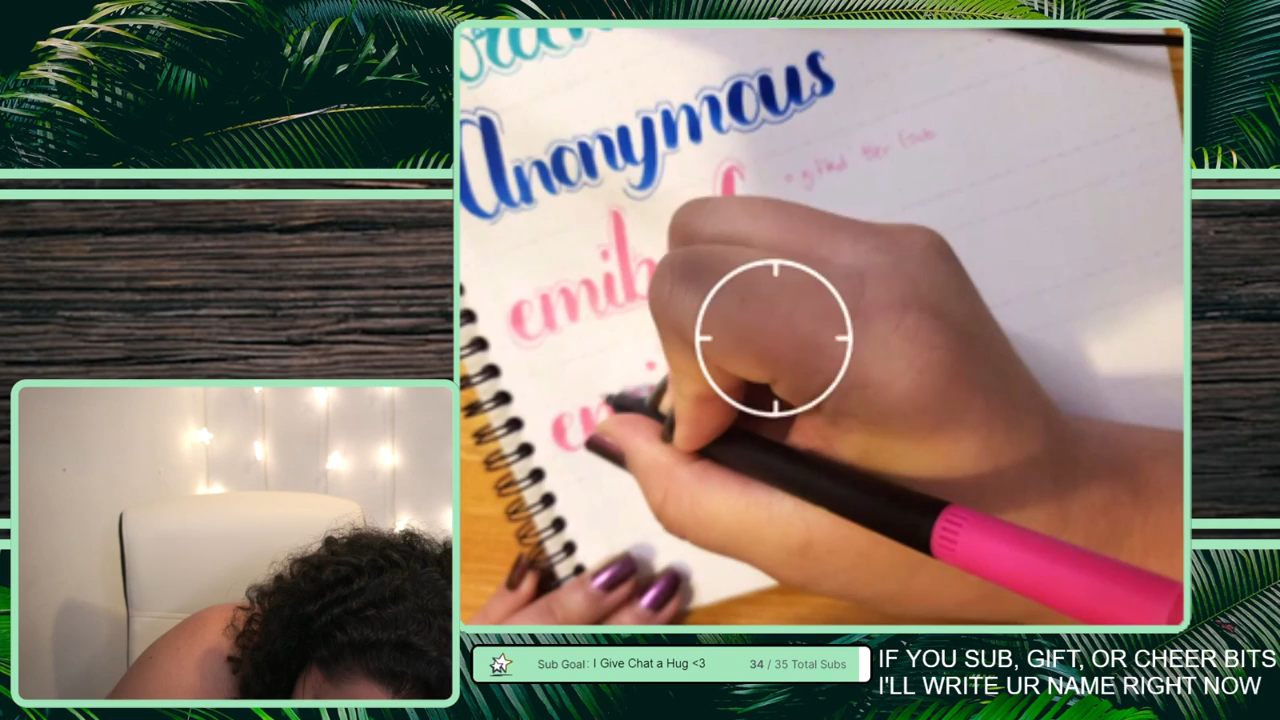 Anonymous
emib
Sub Goal: I Give Chat a Hug <3
34 / 35 Total Subs
IF YOU SUB, GIFT, OR CHEER BITS
I'LL WRITE UR NAME RIGHT NOW